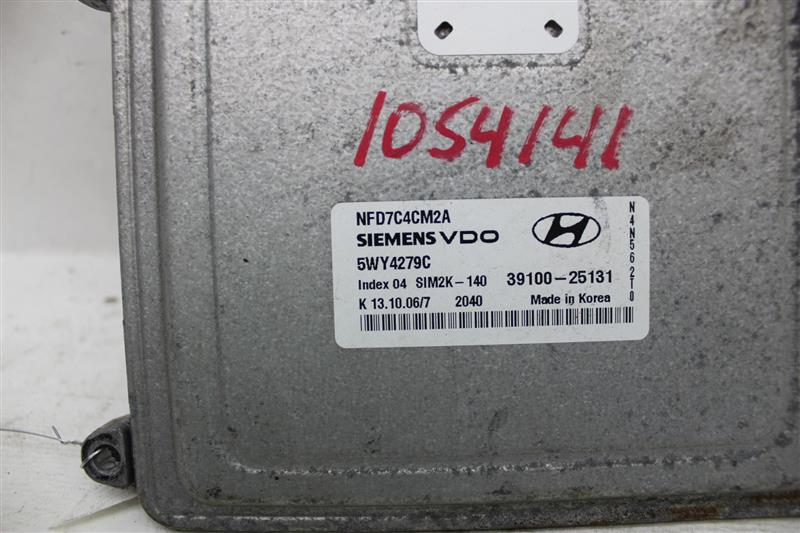 1054141
NFD7C4CM2A
SIEMENS VDO
5WY4279C
Index 04 SIM2K-140 39100-25131
K 13.10.06/7 2040 Made in Korea
N4N562T0